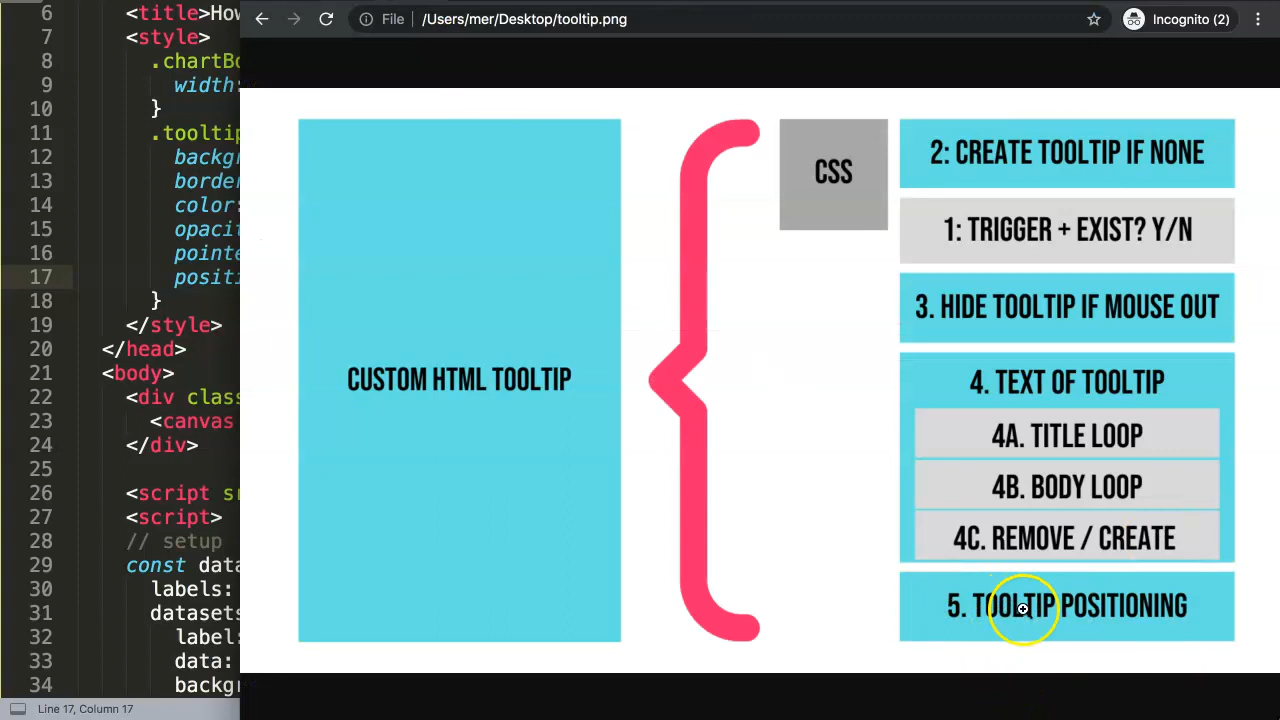 File /Users/mer/Desktop/tooltip.png Incognito (2)
6 <title>How
7 <style>
8 .chartBo
9 width:
10 }
11 .tooltip
12 backgr
13 border
14 color:
15 opacit
16 pointe
17 positi
18 }
19 </style>
20 </head>
21 <body>
22 <div class
23 <canvas
24 </div>
25
26 <script sr
27 <script>
28 // setup
29 const data
30 labels:
31 datasets
32 label:
33 data:
34 backgr
Line 17, Column 17
CUSTOM HTML TOOLTIP
CSS
2: CREATE TOOLTIP IF NONE
1: TRIGGER + EXIST? Y/N
3. HIDE TOOLTIP IF MOUSE OUT
4. TEXT OF TOOLTIP
4A. TITLE LOOP
4B. BODY LOOP
4C. REMOVE / CREATE
5. TOOLTIP POSITIONING